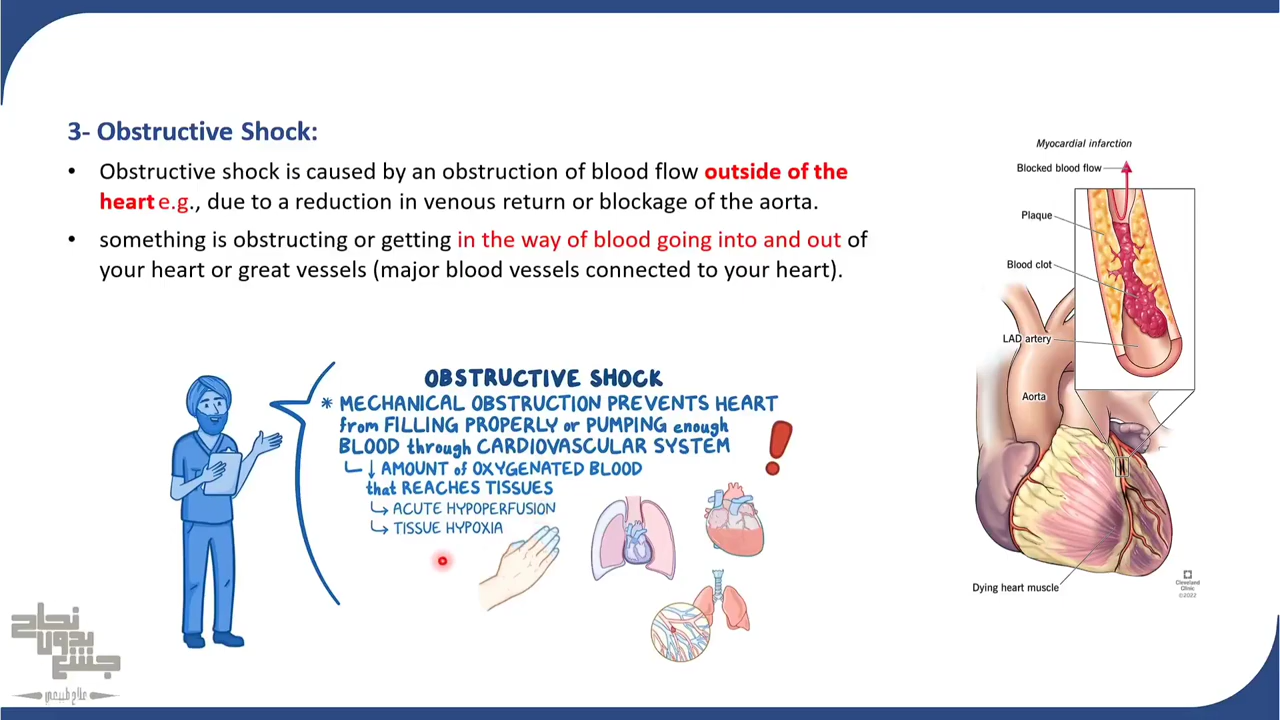 3- Obstructive Shock:
• Obstructive shock is caused by an obstruction of blood flow outside of the
heart e.g., due to a reduction in venous return or blockage of the aorta.
• something is obstructing or getting in the way of blood going into and out of
your heart or great vessels (major blood vessels connected to your heart).
OBSTRUCTIVE SHOCK
* MECHANICAL OBSTRUCTION PREVENTS HEART
from FILLING PROPERLY or PUMPING enough
BLOOD through CARDIOVASCULAR SYSTEM
↳ ↓ AMOUNT of OXYGENATED BLOOD
that REACHES TISSUES
↳ ACUTE HYPOPERFUSION
↳ TISSUE HYPOXIA
!
Myocardial infarction
Blocked blood flow
Plaque
Blood clot
LAD artery
Aorta
Dying heart muscle
Cleveland
Clinic
©2022
نجاح
بدون
جشع
علاج طبيعي